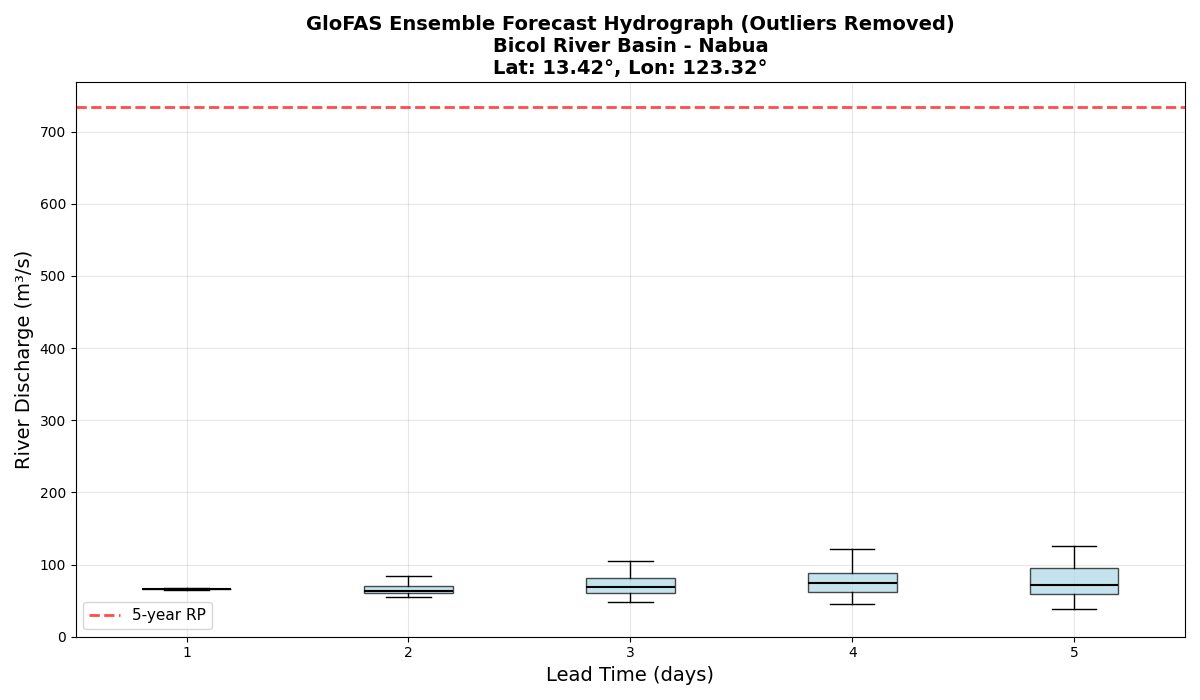 GloFAS Ensemble Forecast Hydrograph (Outliers Removed)
Bicol River Basin - Nabua
Lat: 13.42°, Lon: 123.32°
River Discharge (m³/s)
700
600
500
400
300
200
100
0
5-year RP
1 2 3 4 5
Lead Time (days)